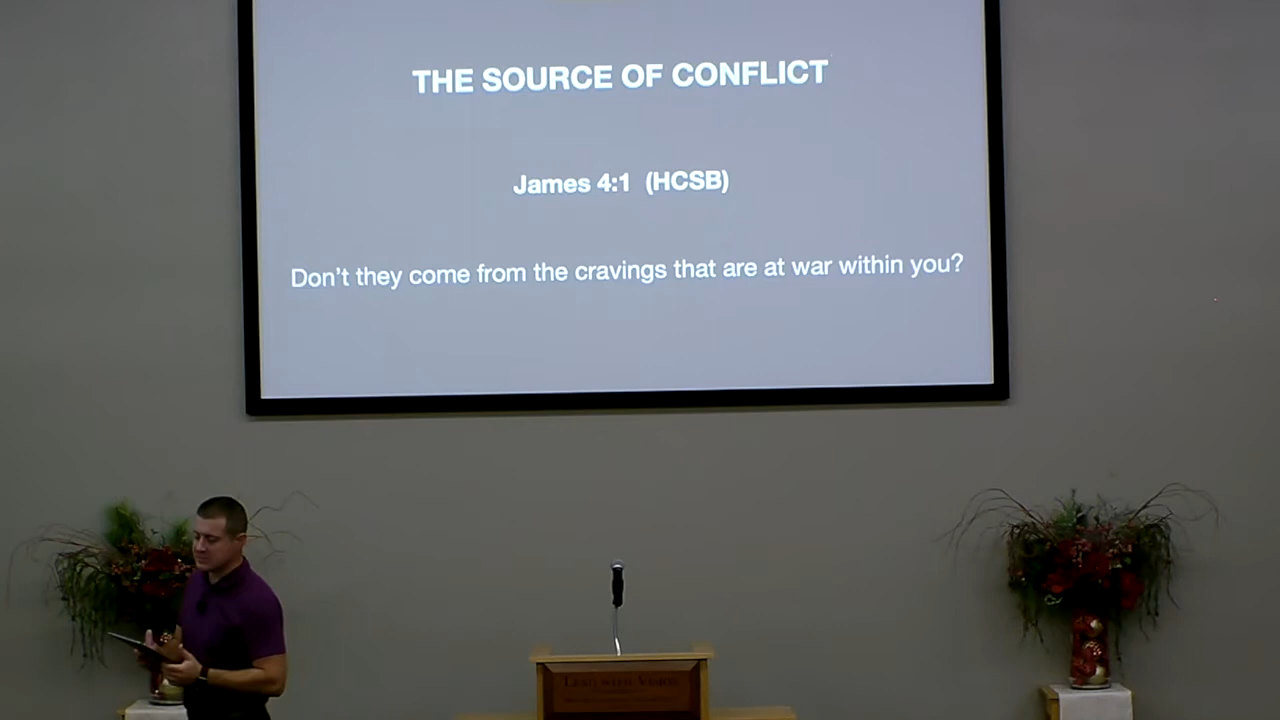 THE SOURCE OF CONFLICT
James 4:1 (HCSB)
Don't they come from the cravings that are at war within you?